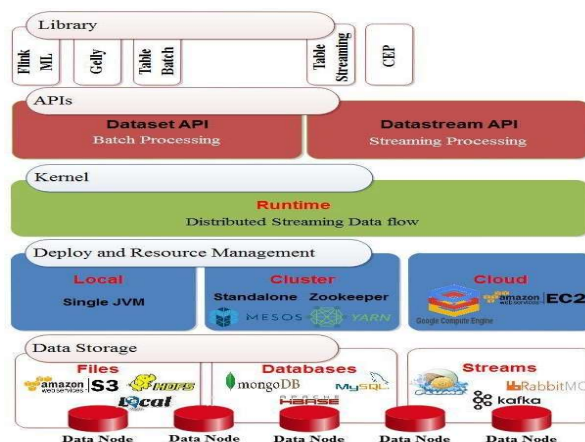 Library
Flink ML
Gelly
Table Batch
Table Streaming
CEP
APIs
Dataset API
Batch Processing
Datastream API
Streaming Processing
Kernel
Runtime
Distributed Streaming Data flow
Deploy and Resource Management
Local
Single JVM
Cluster
Standalone Zookeeper
MESOS YARN
Cloud
Google Compute Engine
amazon web services EC2
Data Storage
Files
amazon web services S3
HDFS
Local
Databases
mongoDB
MySQL
APACHE HBASE
Streams
RabbitMQ
kafka
Data Node Data Node Data Node Data Node Data Node